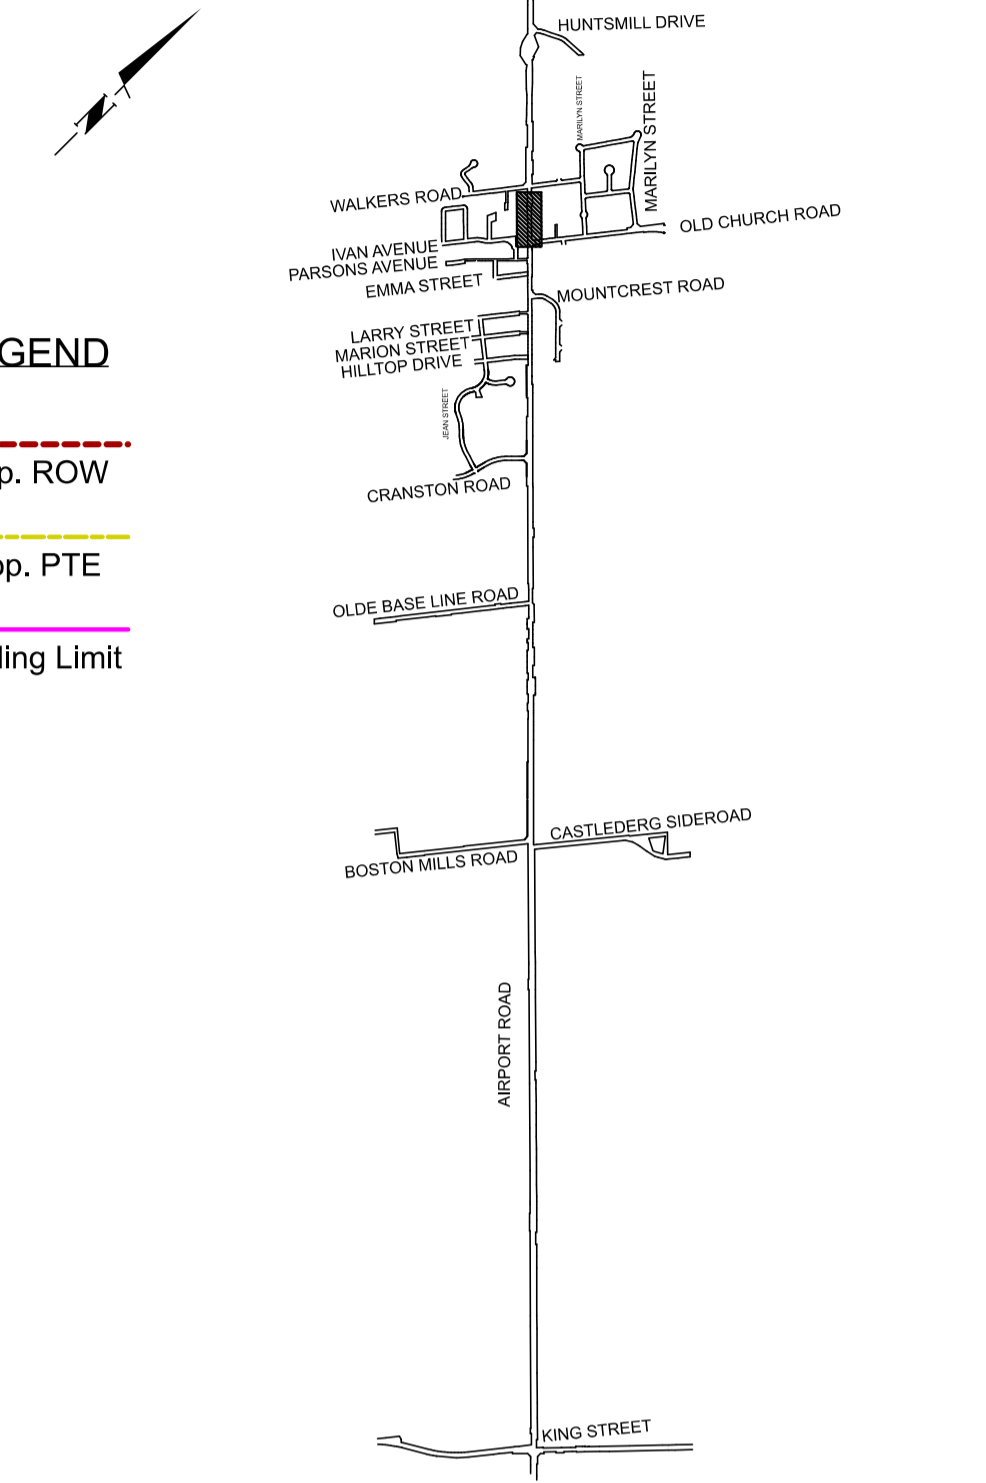 HUNTSMILL DRIVE
MARILYN STREET
MARILYN STREET
WALKERS ROAD
OLD CHURCH ROAD
IVAN AVENUE
PARSONS AVENUE
EMMA STREET
MOUNTCREST ROAD
LARRY STREET
MARION STREET
HILLTOP DRIVE
JEAN STREET
CRANSTON ROAD
OLDE BASE LINE ROAD
CASTLEDERG SIDEROAD
BOSTON MILLS ROAD
AIRPORT ROAD
KING STREET
N
GEND
p. ROW
op. PTE
ding Limit